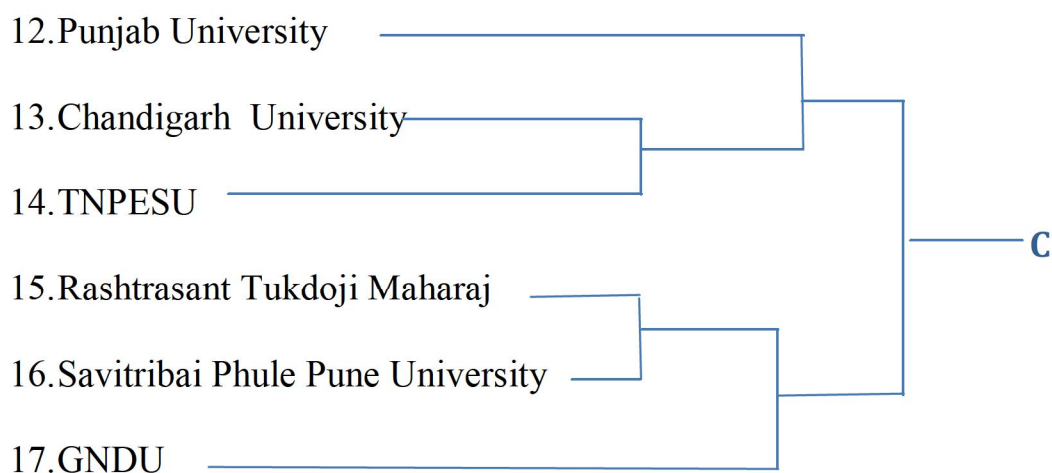 12.Punjab University
13.Chandigarh University
14.TNPESU
C
15.Rashtrasant Tukdoji Maharaj
16.Savitribai Phule Pune University
17.GNDU